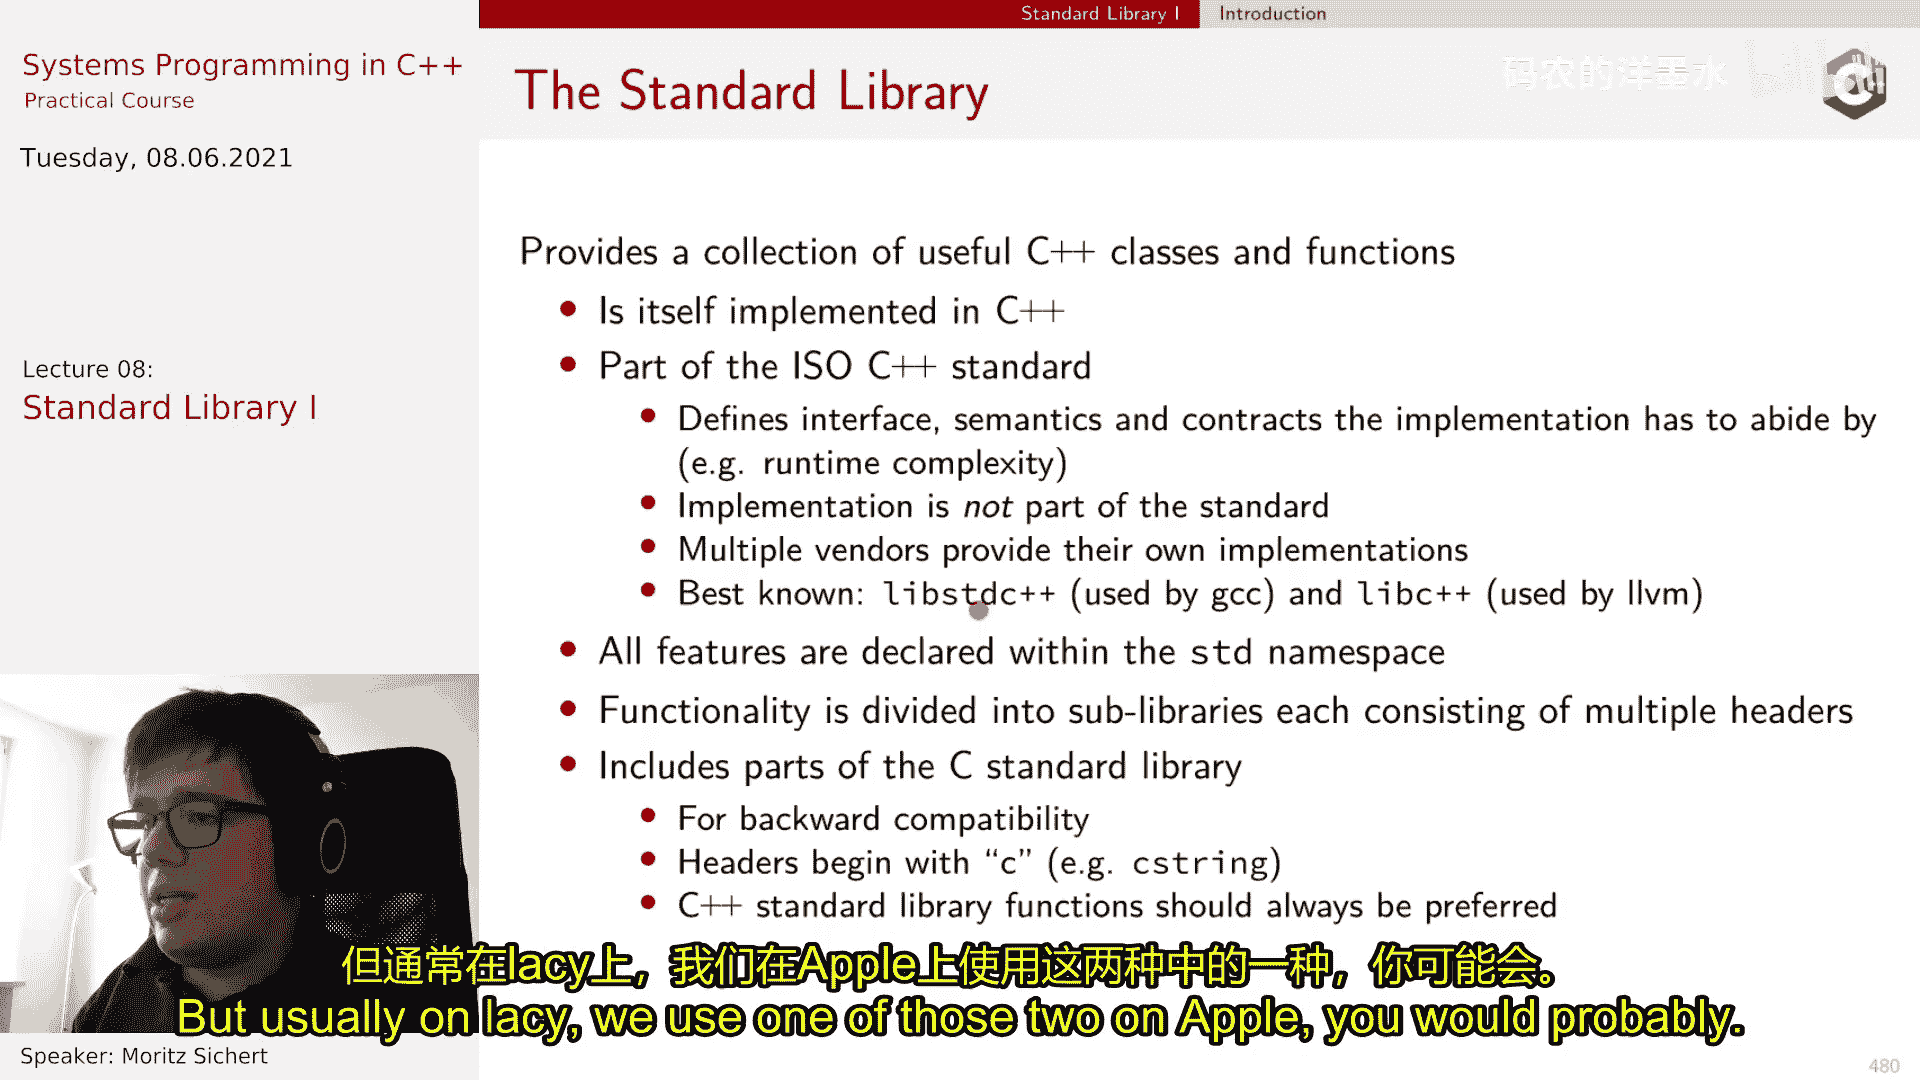 Standard Library I
Introduction
Systems Programming in C++
Practical Course
Tuesday, 08.06.2021
The Standard Library
码农的洋墨水
Lecture 08:
Standard Library I
Provides a collection of useful C++ classes and functions
Is itself implemented in C++
Part of the ISO C++ standard
Defines interface, semantics and contracts the implementation has to abide by
(e.g. runtime complexity)
Implementation is not part of the standard
Multiple vendors provide their own implementations
Best known: libstdc++ (used by gcc) and libc++ (used by llvm)
All features are declared within the std namespace
Functionality is divided into sub-libraries each consisting of multiple headers
Includes parts of the C standard library
For backward compatibility
Headers begin with “c” (e.g. cstring)
C++ standard library functions should always be preferred
但通常在lacy上，我们在Apple上使用这两种中的一种，你可能会。
But usually on lacy, we use one of those two on Apple, you would probably.
Speaker: Moritz Sichert
480